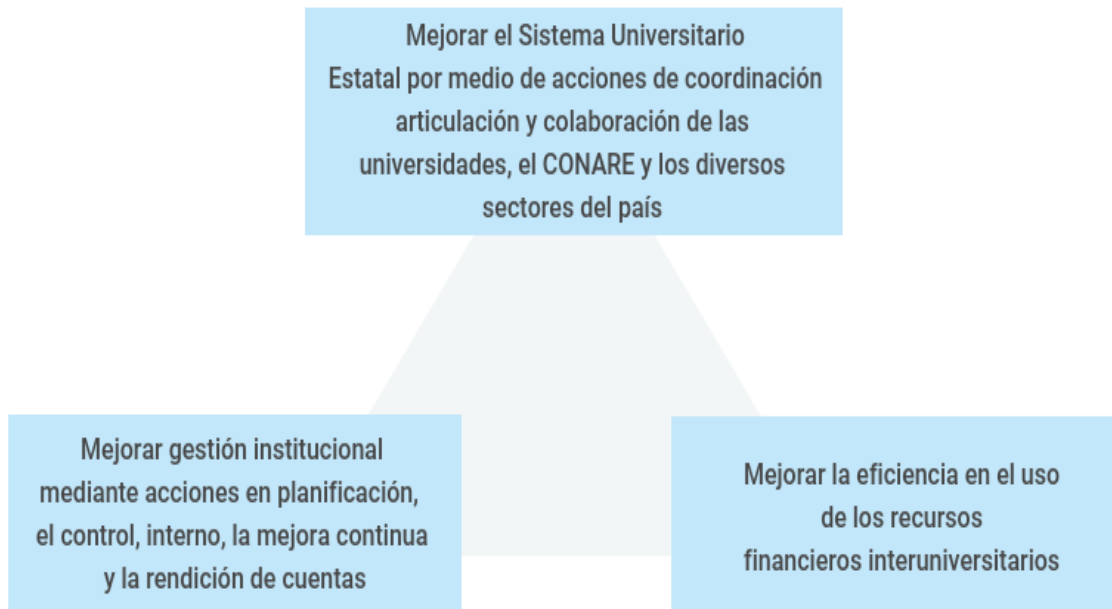 Mejorar el Sistema Universitario
Estatal por medio de acciones de coordinación
articulación y colaboración de las
universidades, el CONARE y los diversos
sectores del país
Mejorar gestión institucional
mediante acciones en planificación,
el control, interno, la mejora continua
y la rendición de cuentas
Mejorar la eficiencia en el uso
de los recursos
financieros interuniversitarios